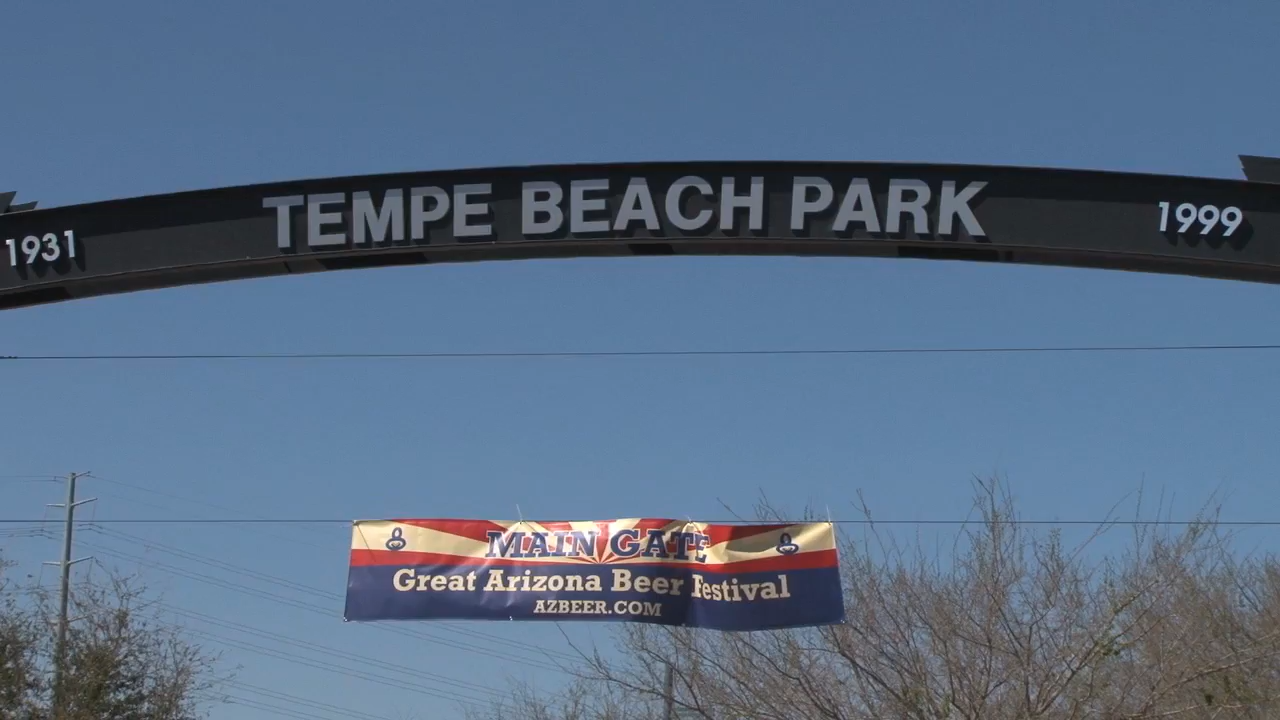 1931 TEMPE BEACH PARK 1999
MAIN GATE
Great Arizona Beer Festival
AZBEER.COM